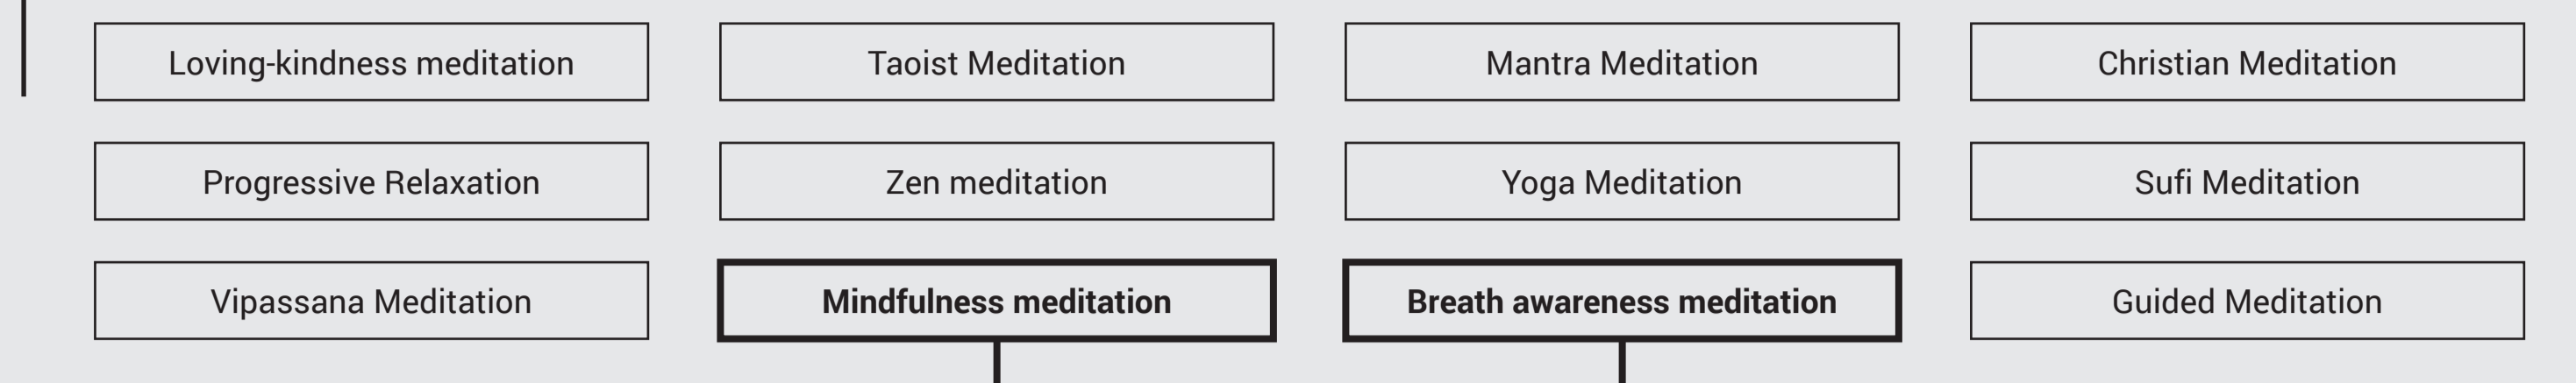 Loving-kindness meditation
Taoist Meditation
Mantra Meditation
Christian Meditation
Progressive Relaxation
Zen meditation
Yoga Meditation
Sufi Meditation
Vipassana Meditation
Mindfulness meditation
Breath awareness meditation
Guided Meditation